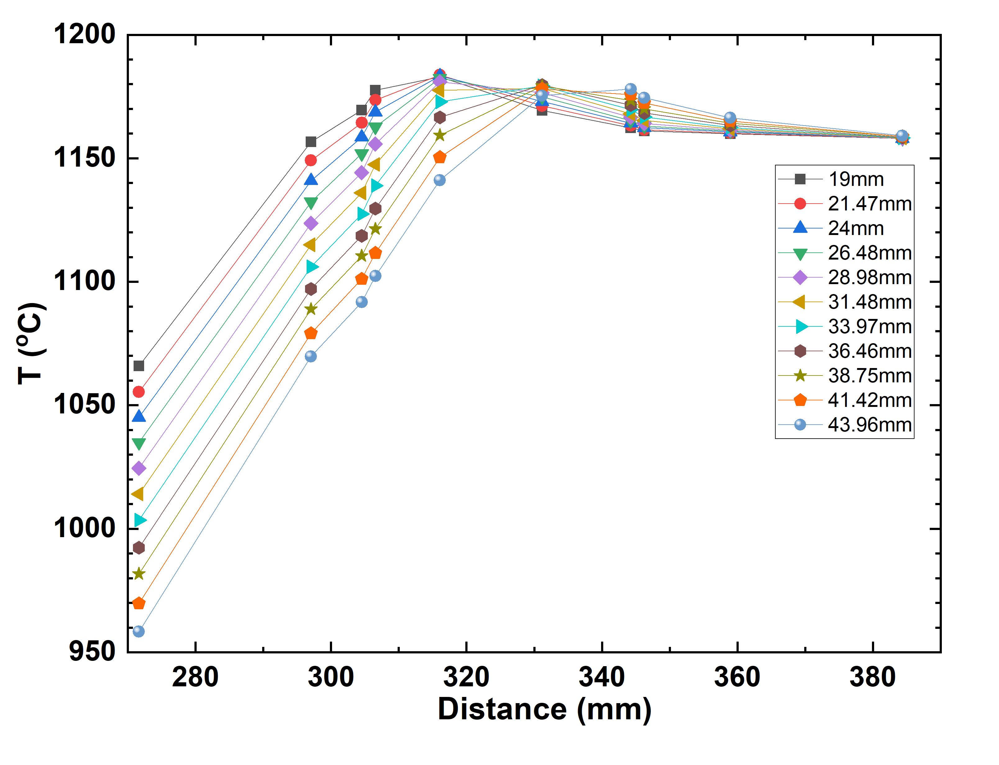 1200
1150
1100
1050
1000
950
T (°C)
280 300 320 340 360 380
Distance (mm)
19mm
21.47mm
24mm
26.48mm
28.98mm
31.48mm
33.97mm
36.46mm
38.75mm
41.42mm
43.96mm